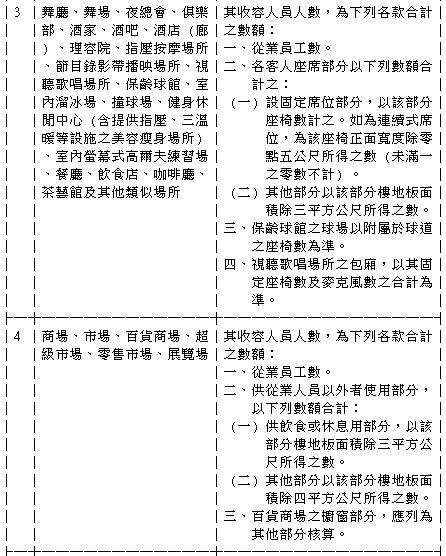 3 舞廳、舞場、夜總會、俱樂 其收容人員人數，為下列各款合計
部、酒家、酒吧、酒店（廊 之數額：
）、理容院、指壓按摩場所 一、從業員工數。
、節目錄影帶播映場所、視 二、各客人座席部分以下列數額合
聽歌唱場所、保齡球館、室 計之：
內溜冰場、撞球場、健身休 （一）設固定席位部分，以該部分
閒中心（含提供指壓、三溫 座椅數計之。如為連續式席
暖等設施之美容瘦身場所） 位，為該座椅正面寬度除零
、室內螢幕式高爾夫練習場 點五公尺所得之數（未滿一
、餐廳、飲食店、咖啡廳、 之零數不計）。
茶藝館及其他類似場所 （二）其他部分以該部分樓地板面
積除三平方公尺所得之數。
三、保齡球館之球場以附屬於球道
之座椅數為準。
四、視聽歌唱場所之包廂，以其固
定座椅數及麥克風數之合計為
準。
4 商場、市場、百貨商場、超 其收容人員人數，為下列各款合計
級市場、零售市場、展覽場 之數額：
一、從業員工數。
二、供從業人員以外者使用部分，
以下列數額合計：
（一）供飲食或休息用部分，以該
部分樓地板面積除三平方公
尺所得之數。
（二）其他部分以該部分樓地板面
積除四平方公尺所得之數。
三、百貨商場之櫥窗部分，應列為
其他部分核算。